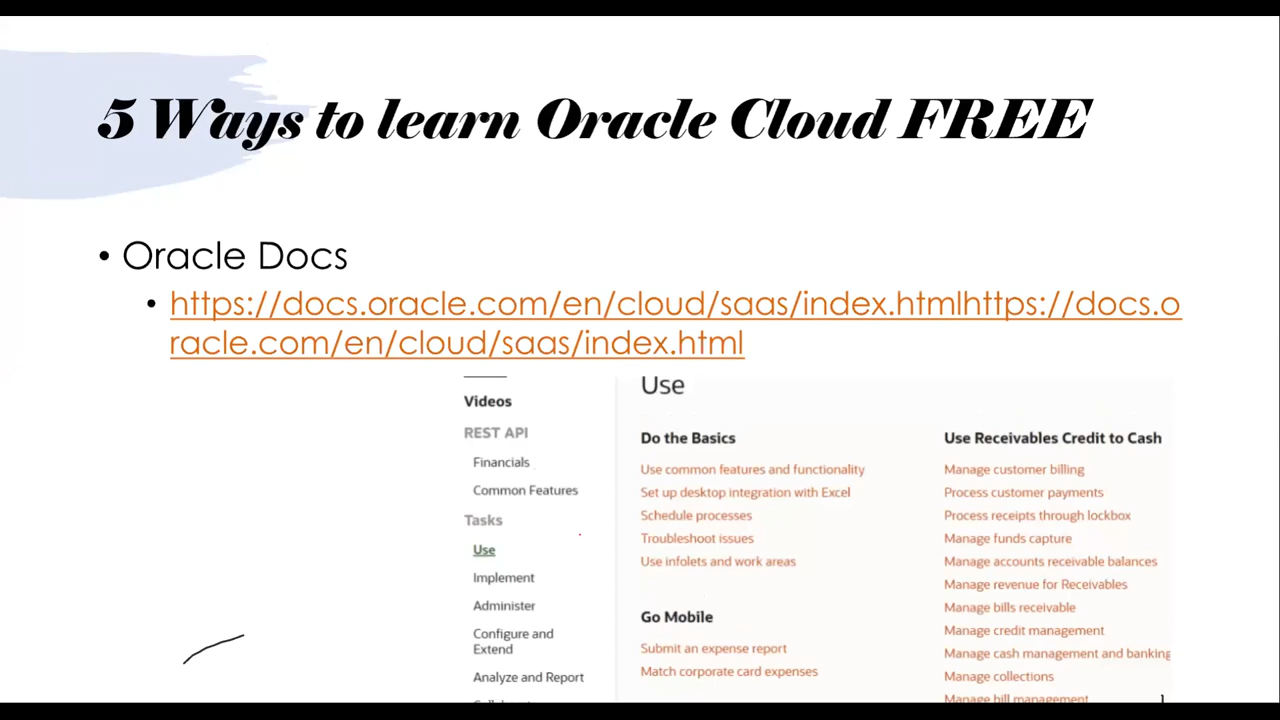 5 Ways to learn Oracle Cloud FREE
• Oracle Docs
• https://docs.oracle.com/en/cloud/saas/index.htmlhttps://docs.o
racle.com/en/cloud/saas/index.html
Videos
REST API
Financials
Common Features
Tasks
Use
Implement
Administer
Configure and
Extend
Analyze and Report
Use
Do the Basics
Use common features and functionality
Set up desktop integration with Excel
Schedule processes
Troubleshoot issues
Use infolets and work areas
Go Mobile
Submit an expense report
Match corporate card expenses
Use Receivables Credit to Cash
Manage customer billing
Process customer payments
Process receipts through lockbox
Manage funds capture
Manage accounts receivable balances
Manage revenue for Receivables
Manage bills receivable
Manage credit management
Manage cash management and banking
Manage collections
Manage bill management